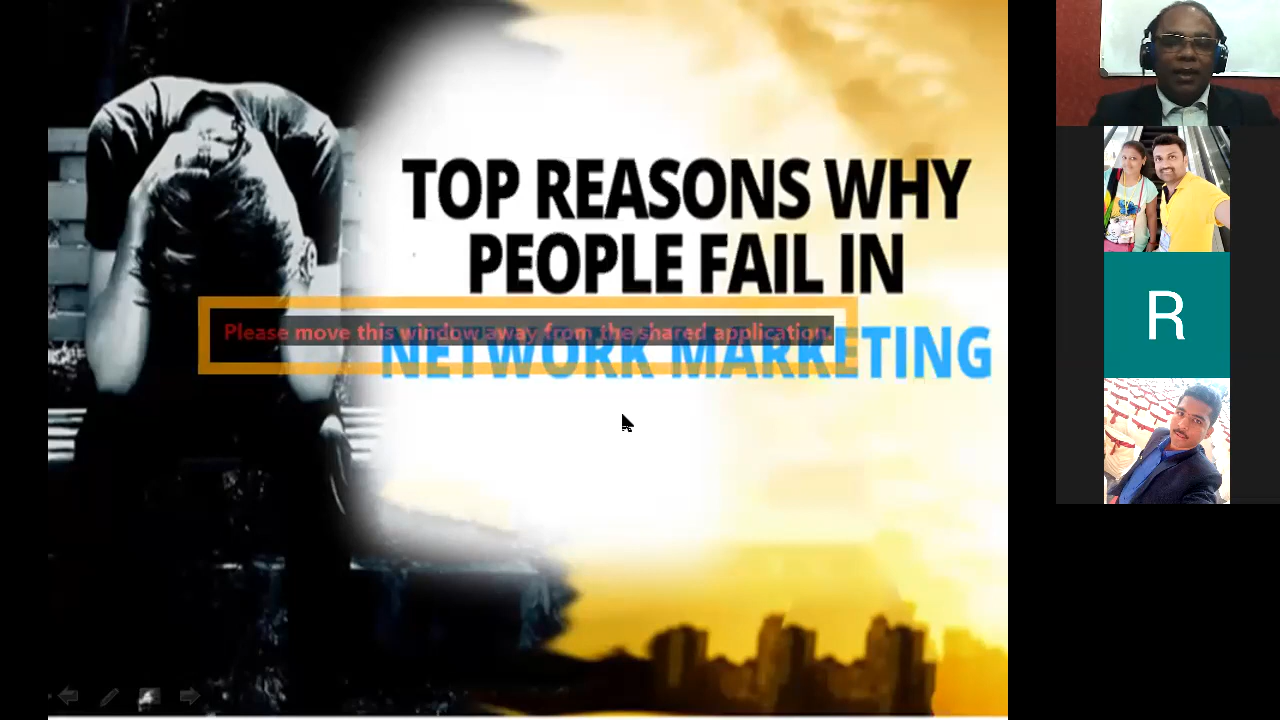 TOP REASONS WHY
PEOPLE FAIL IN
Please move this window away from the shared application.
NETWORK MARKETING
R